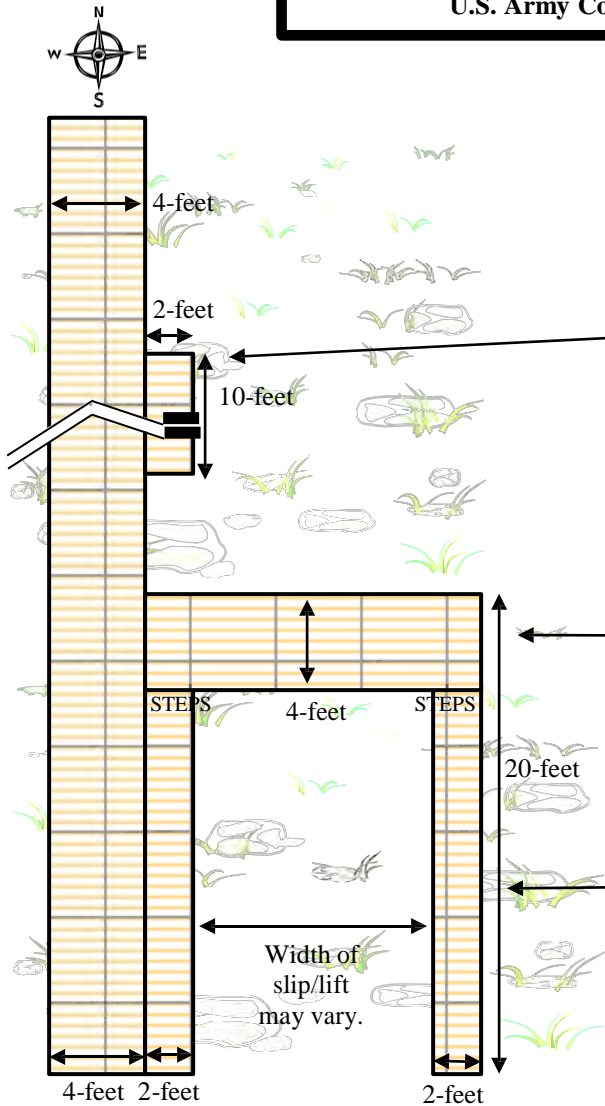 U.S. Army Co
N
W E
S
4-feet
2-feet
10-feet
STEPS STEPS
4-feet
20-feet
Width of
slip/lift
may vary.
4-feet 2-feet 2-feet